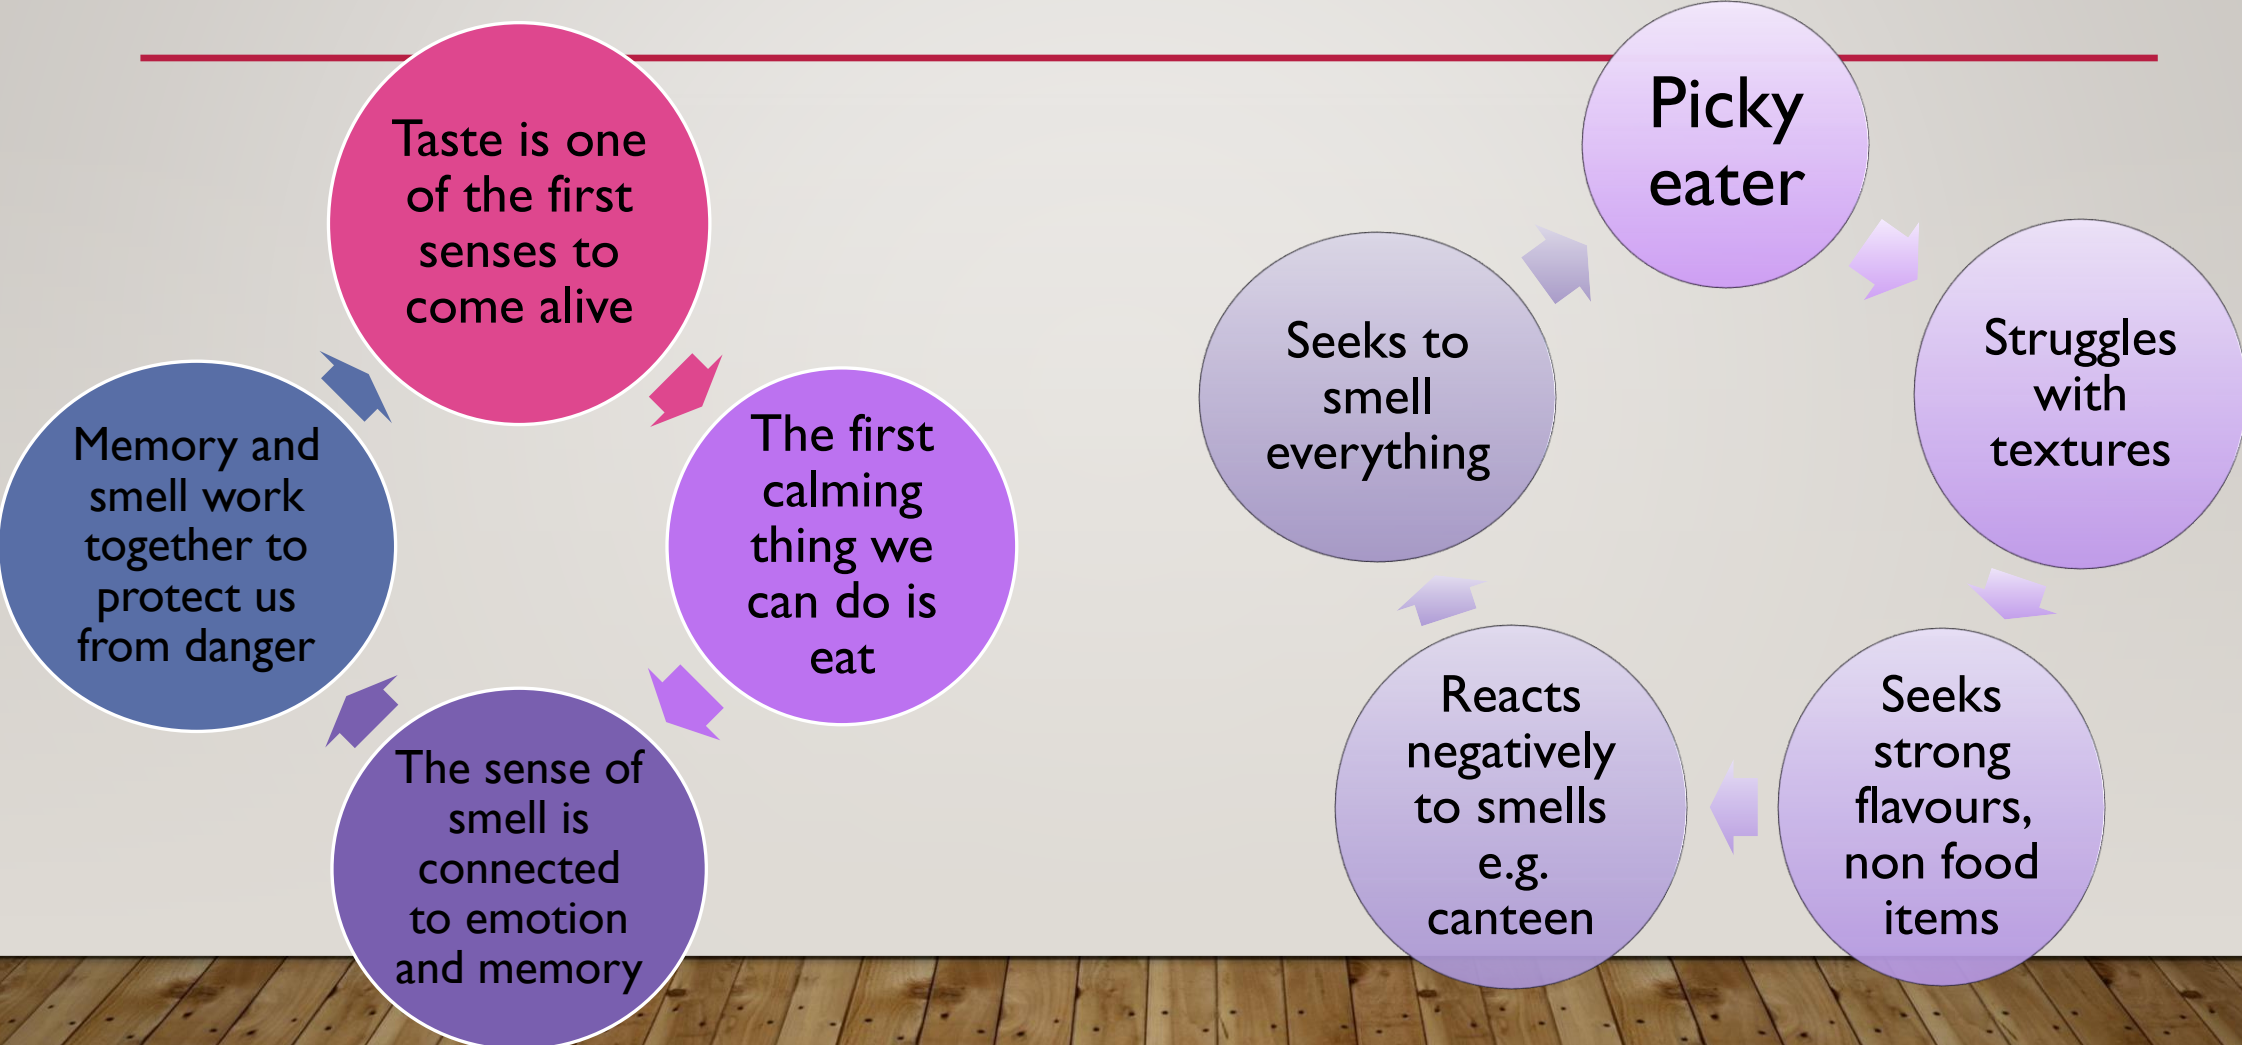 Taste is one
of the first
senses to
come alive
The first
calming
thing we
can do is
eat
The sense of
smell is
connected
to emotion
and memory
Memory and
smell work
together to
protect us
from danger
Picky
eater
Struggles
with
textures
Seeks
strong
flavours,
non food
items
Reacts
negatively
to smells
e.g.
canteen
Seeks to
smell
everything